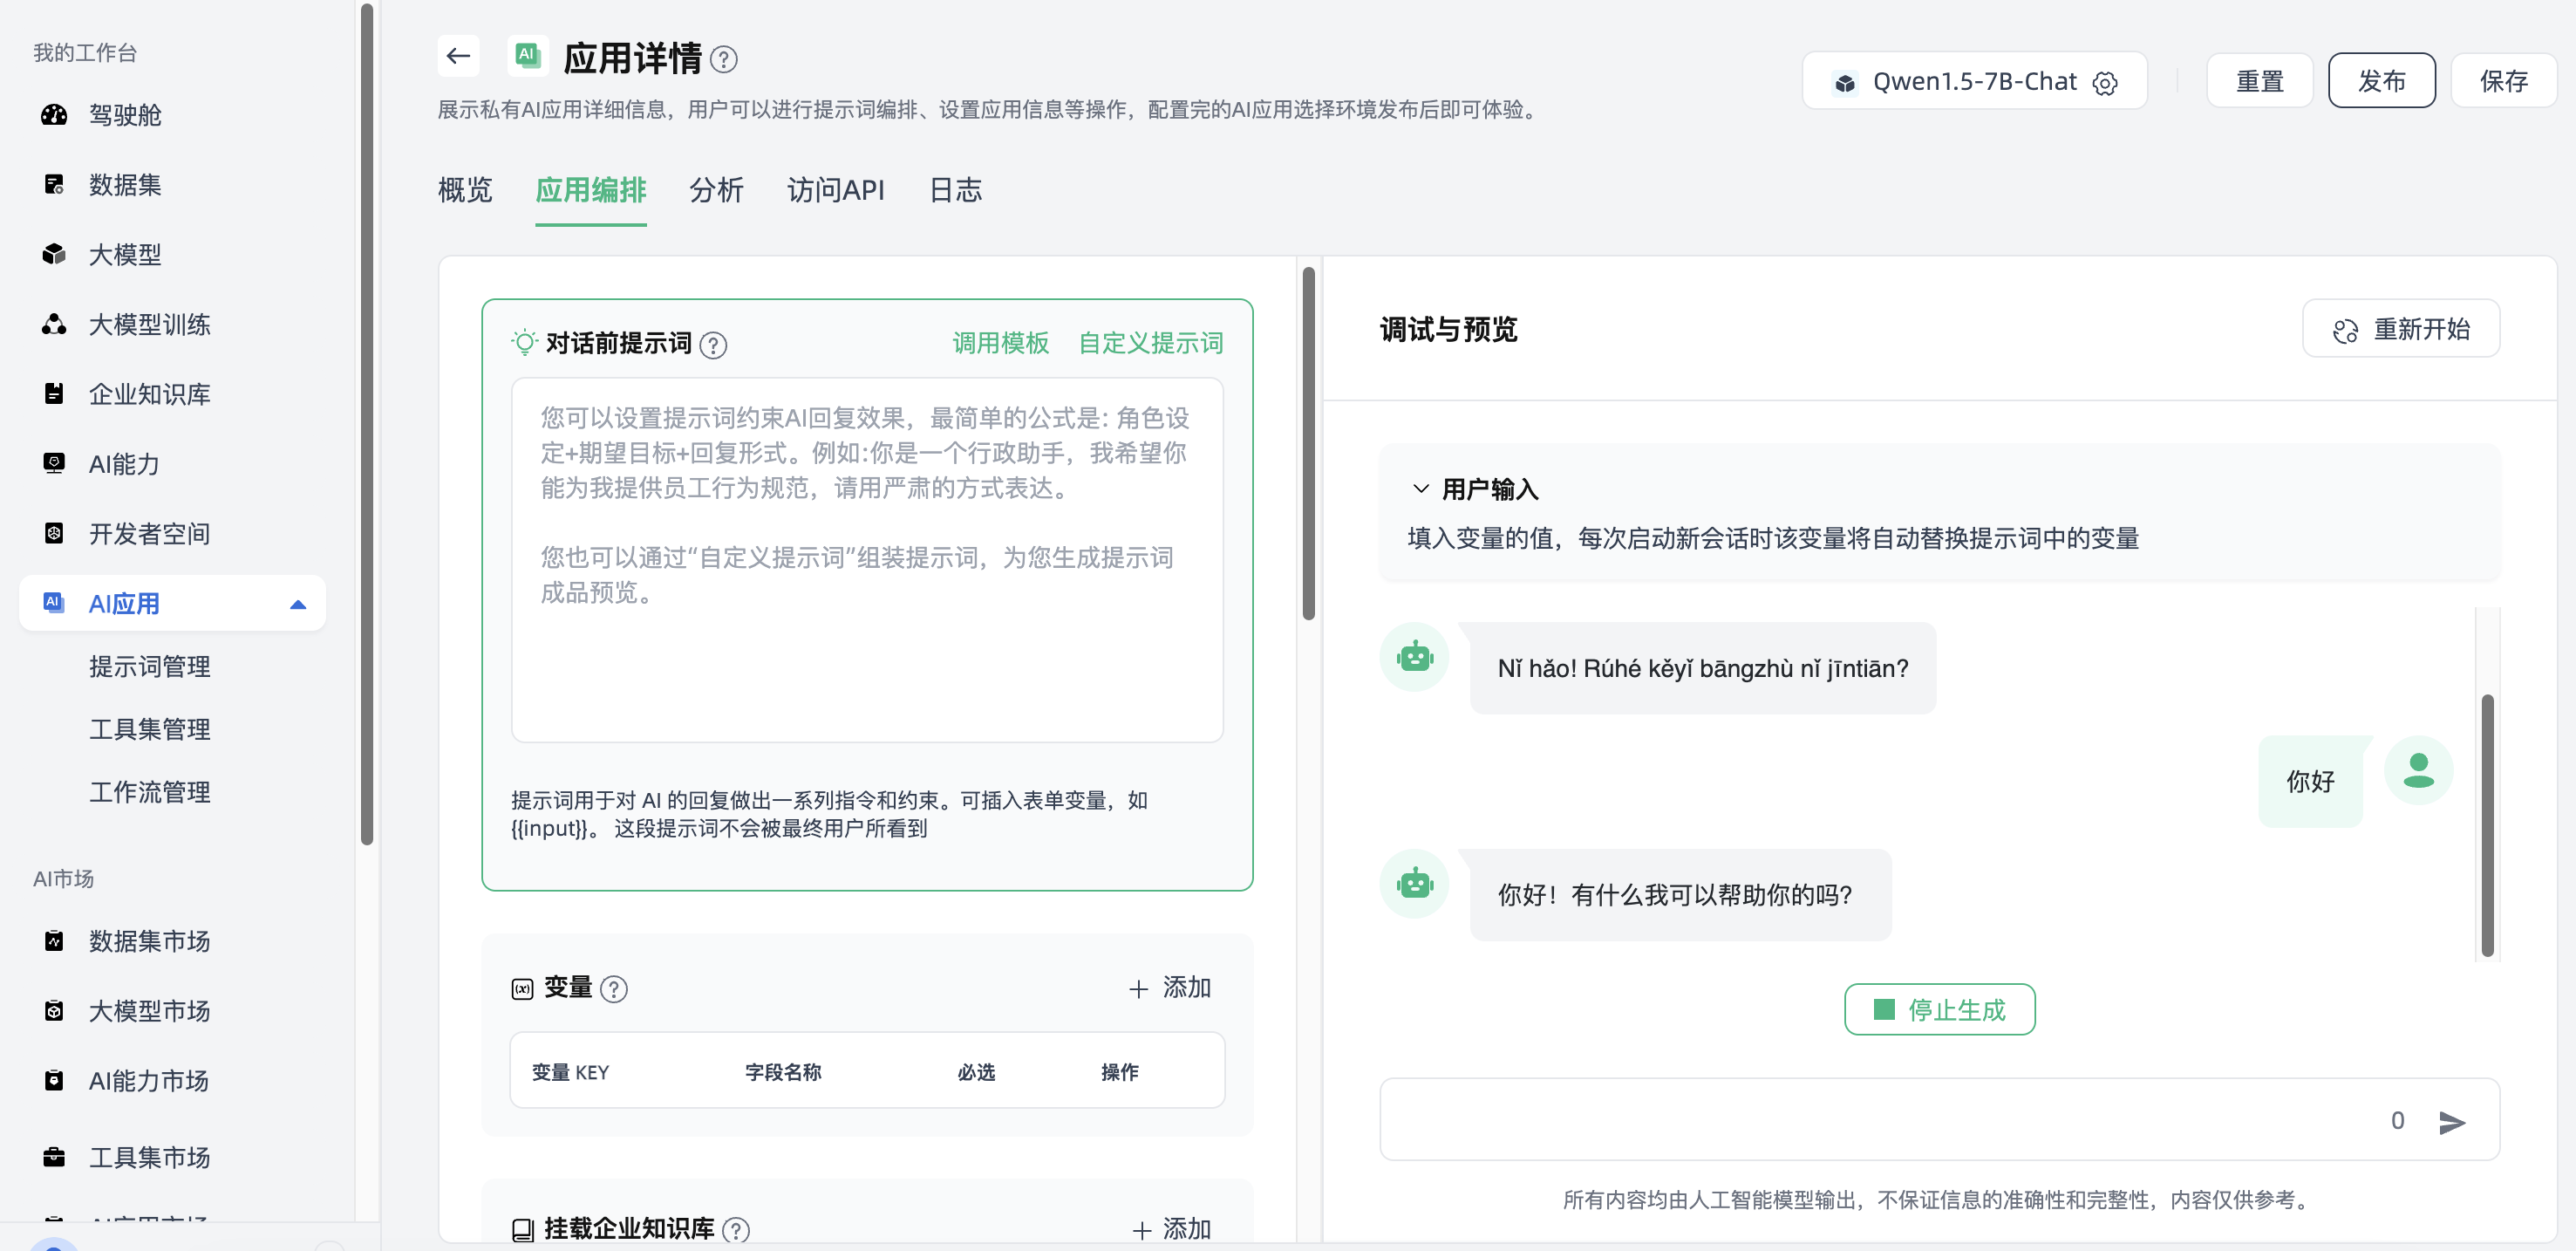 我的工作台
驾驶舱
数据集
大模型
大模型训练
企业知识库
AI能力
开发者空间
AI应用
提示词管理
工具集管理
工作流管理
AI市场
数据集市场
大模型市场
AI能力市场
工具集市场
AI应用市场
应用详情
展示私有AI应用详细信息，用户可以进行提示词编排、设置应用信息等操作，配置完的AI应用选择环境发布后即可体验。
Qwen1.5-7B-Chat
重置
发布
保存
概览 应用编排 分析 访问API 日志
对话前提示词 调用模板 自定义提示词
您可以设置提示词约束AI回复效果，最简单的公式是: 角色设
定+期望目标+回复形式。例如:你是一个行政助手，我希望你
能为我提供员工行为规范，请用严肃的方式表达。
您也可以通过“自定义提示词”组装提示词，为您生成提示词
成品预览。
提示词用于对 AI 的回复做出一系列指令和约束。可插入表单变量，如
{{input}}。 这段提示词不会被最终用户所看到
变量 添加
变量 KEY 字段名称 必选 操作
挂载企业知识库 添加
调试与预览 重新开始
用户输入
填入变量的值，每次启动新会话时该变量将自动替换提示词中的变量
Nǐ hǎo! Rúhé kěyǐ bāngzhù nǐ jīntiān?
你好
你好！有什么我可以帮助你的吗?
停止生成
0
所有内容均由人工智能模型输出，不保证信息的准确性和完整性，内容仅供参考。